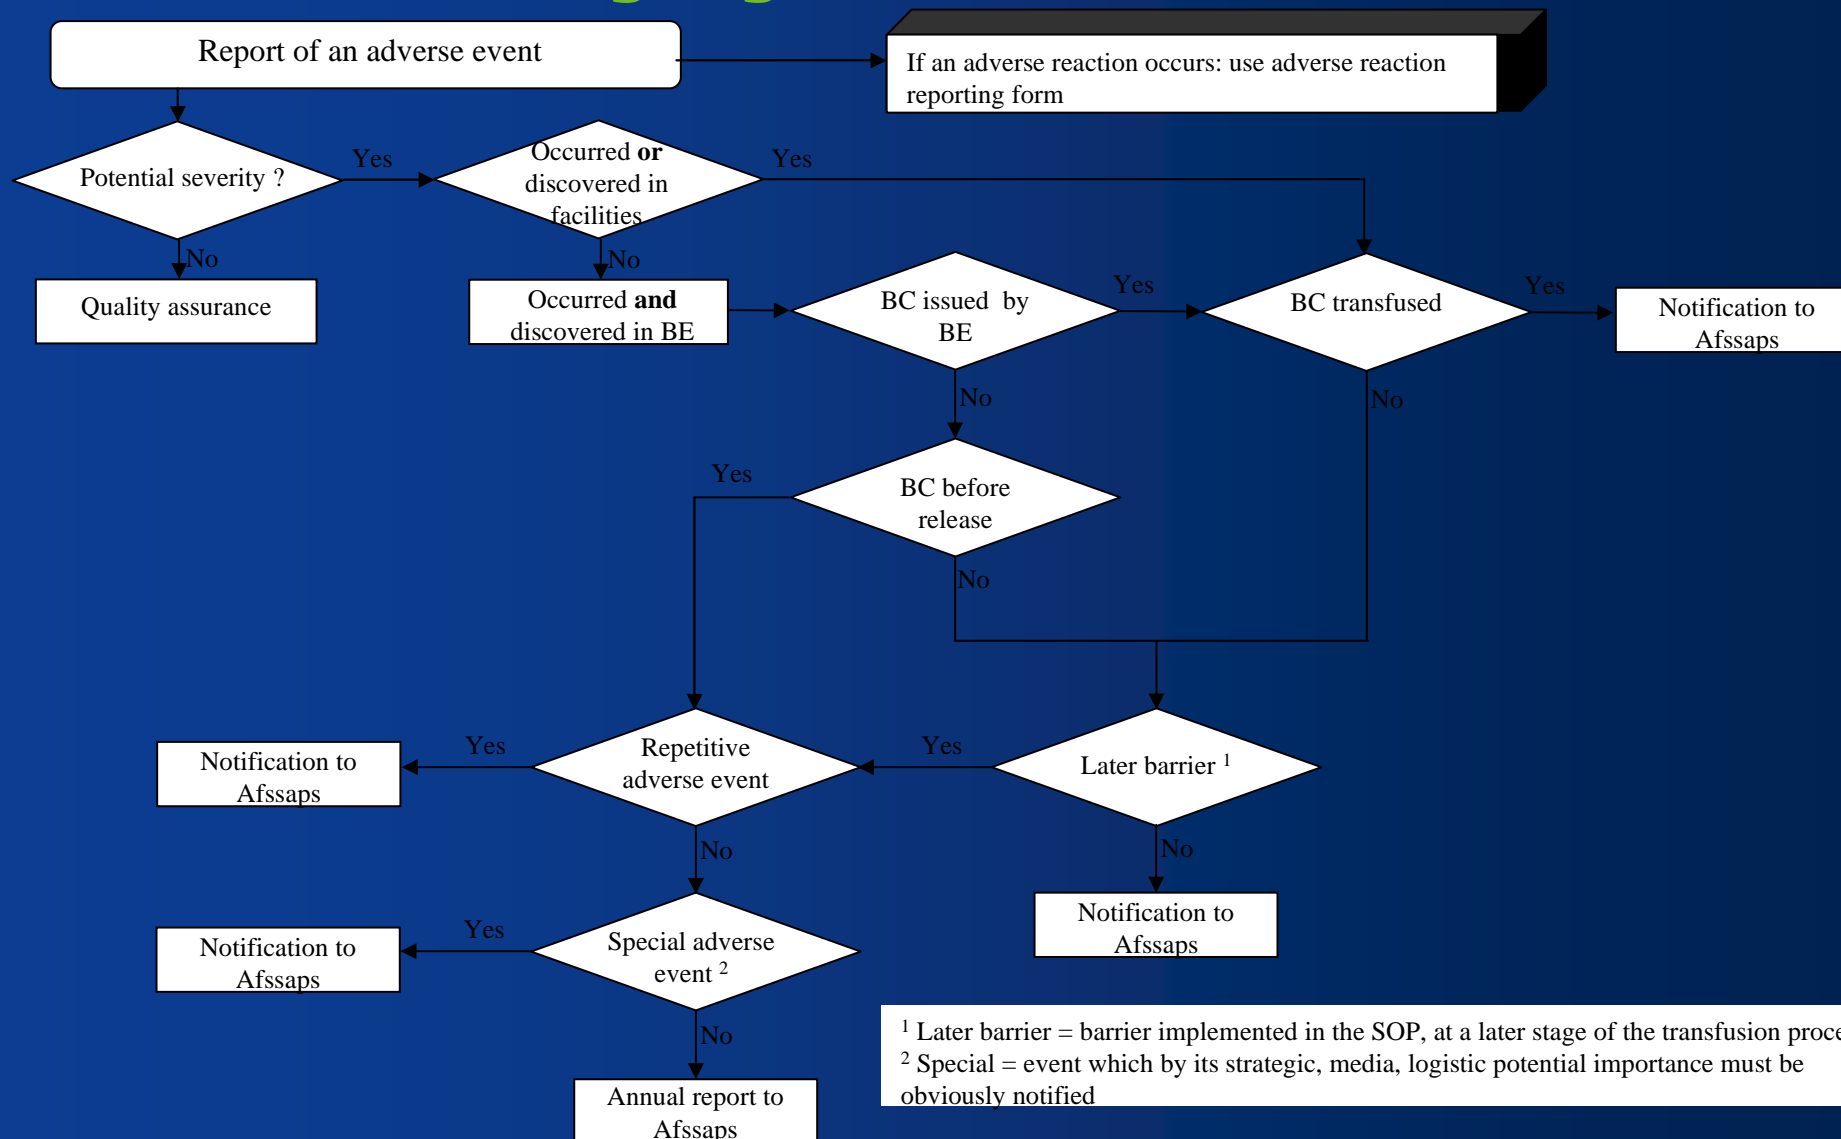 Report of an adverse event
If an adverse reaction occurs: use adverse reaction
reporting form
Potential severity ?
Yes
Occurred or
discovered in
facilities
Yes
No
No
Quality assurance
Occurred and
discovered in BE
BC issued by
BE
Yes
BC transfused
Yes
Notification to
Afssaps
No
No
Yes
BC before
release
No
Notification to
Afssaps
Yes
Repetitive
adverse event
Yes
Later barrier 1
No
No
Notification to
Afssaps
Yes
Special adverse
event 2
Notification to
Afssaps
No
1 Later barrier = barrier implemented in the SOP, at a later stage of the transfusion proce
2 Special = event which by its strategic, media, logistic potential importance must be
obviously notified
Annual report to
Afssaps